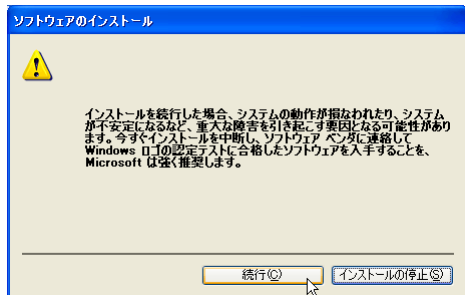 ソフトウェアのインストール
インストールを続行した場合、システムの動作が損なわれたり、システム
が不安定になるなど、重大な障害を引き起こす要因となる可能性があり
ます。今すぐインストールを中断し、ソフトウェア ベンダに連絡して
Windows ロゴの認定テストに合格したソフトウェアを入手することを、
Microsoft は強く推奨します。
続行(C)
インストールの停止(S)